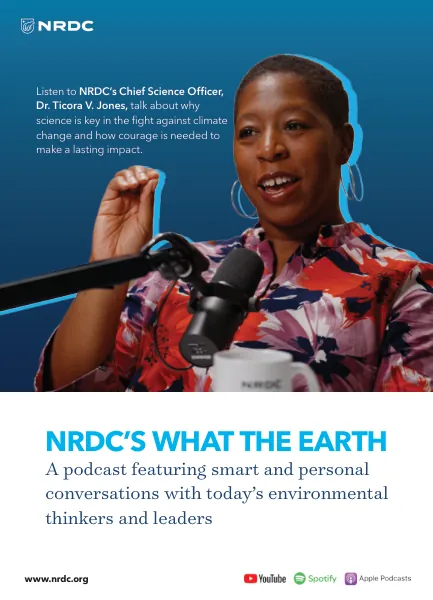 NRDC
Listen to NRDC's Chief Science Officer,
Dr. Ticora V. Jones, talk about why
science is key in the fight against climate
change and how courage is needed to
make a lasting impact.
NRDC
NRDC'S WHAT THE EARTH
A podcast featuring smart and personal
conversations with today's environmental
thinkers and leaders
www.nrdc.org YouTube Spotify Apple Podcasts